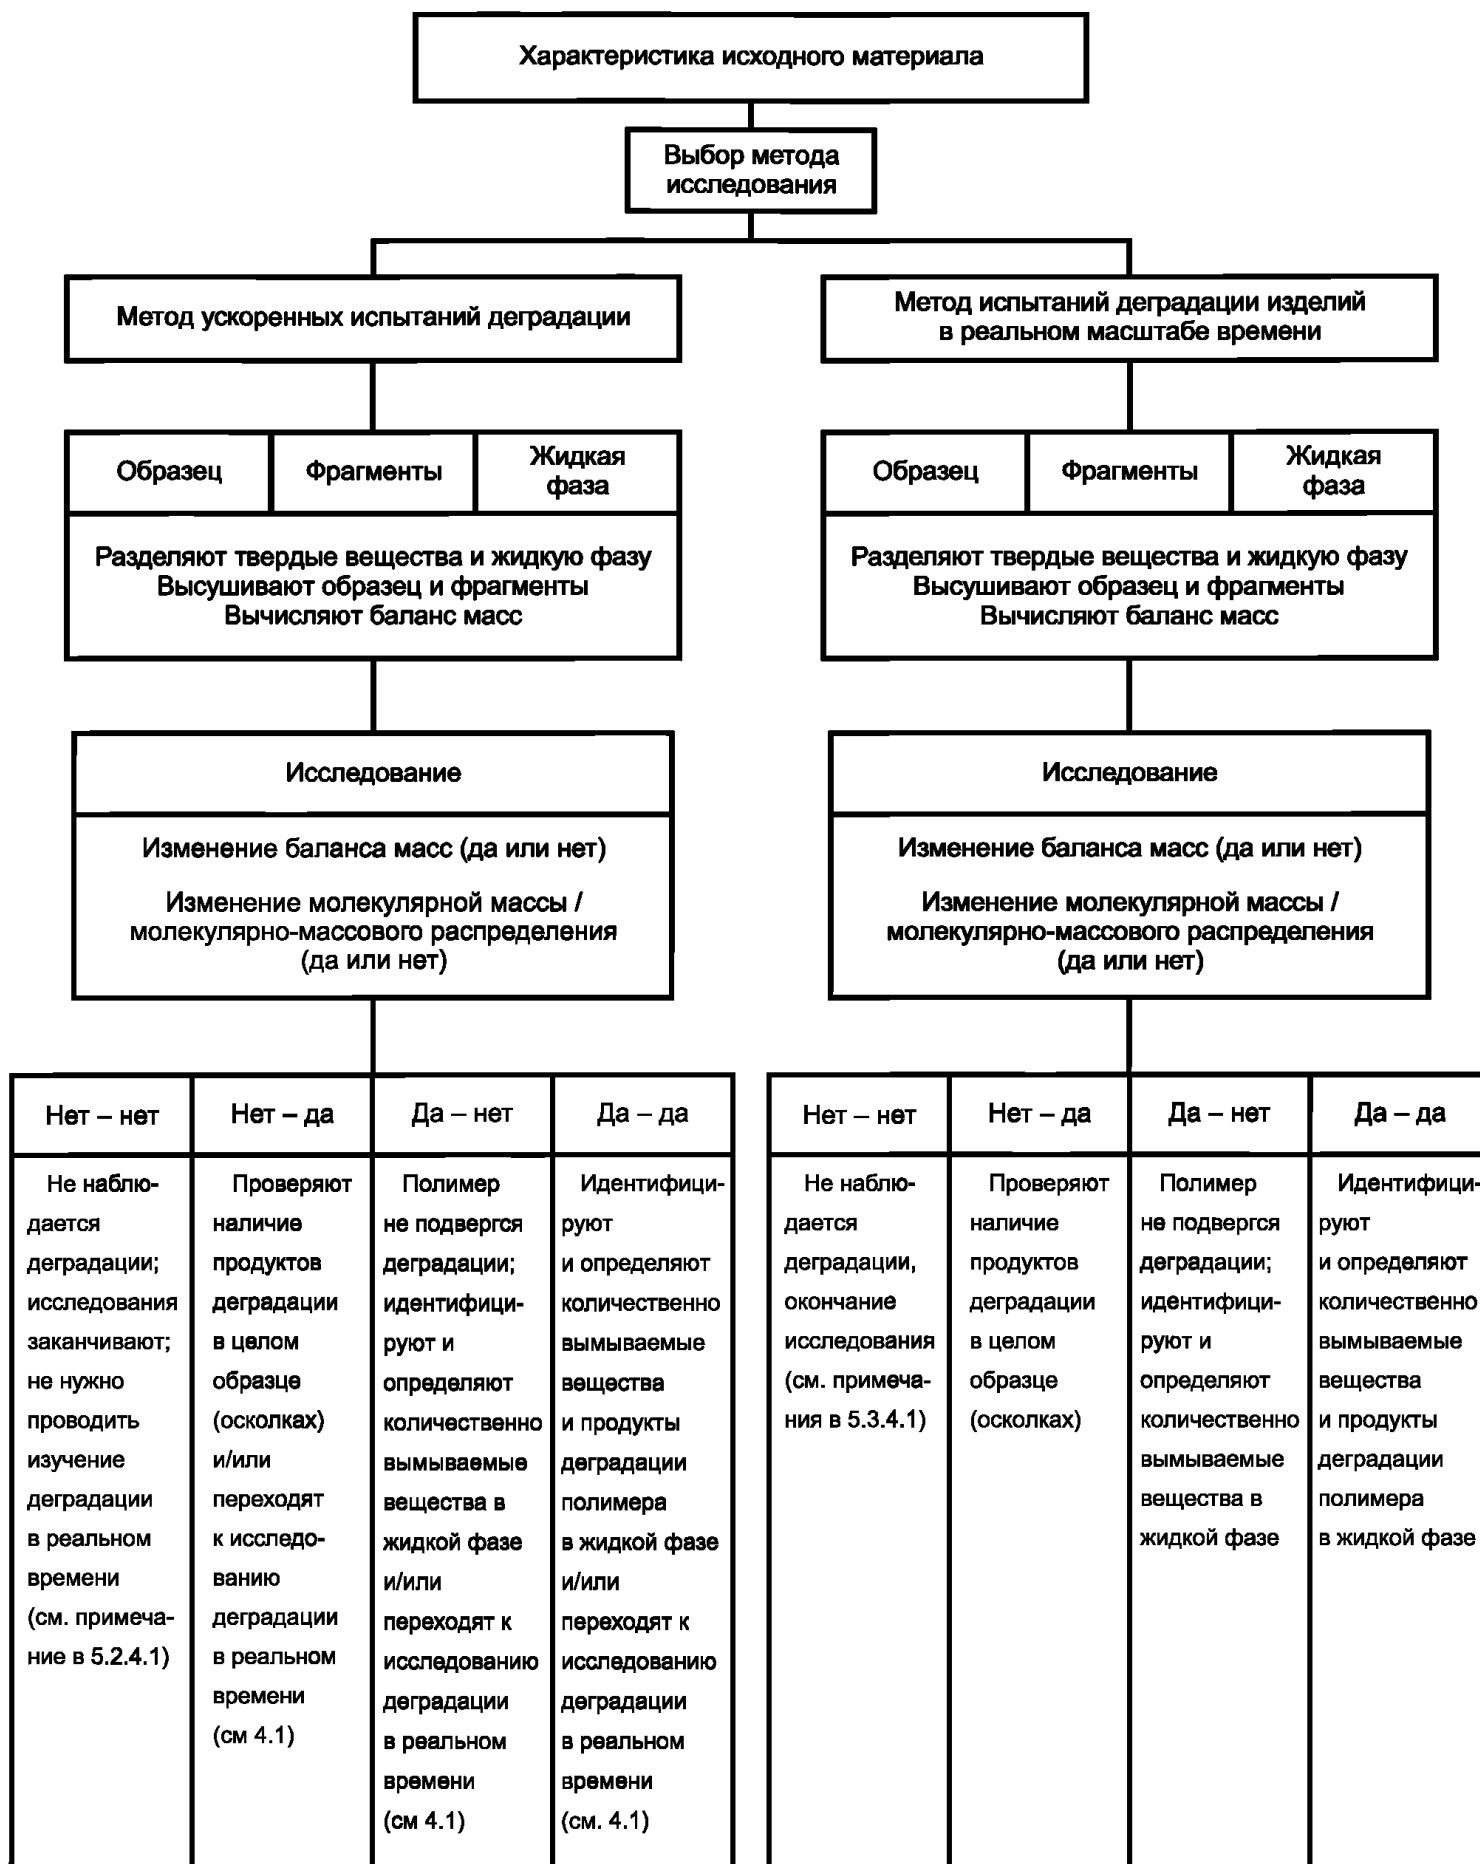 Характеристика исходного материала
Выбор метода
исследования
Метод ускоренных испытаний деградации
Образец
Фрагменты
Жидкая
фаза
Разделяют твердые вещества и жидкую фазу
Высушивают образец и фрагменты
Вычисляют баланс масс
Исследование
Изменение баланса масс (да или нет)
Изменение молекулярной массы /
молекулярно-массового распределения
(да или нет)
Нет – нет
Не наблю-
дается
деградации;
исследования
заканчивают;
не нужно
проводить
изучение
деградации
в реальном
времени
(см. примеча-
ние в 5.2.4.1)
Нет – да
Проверяют
наличие
продуктов
деградации
в целом
образце
(осколках)
и/или
переходят
к исследо-
ванию
деградации
в реальном
времени
(см 4.1)
Да – нет
Полимер
не подвергся
деградации;
идентифици-
руют и
определяют
количественно
вымываемые
вещества в
жидкой фазе
и/или
переходят к
исследованию
деградации
в реальном
времени
(см 4.1)
Да – да
Идентифици-
руют
и определяют
количественно
вымываемые
вещества
и продукты
деградации
полимера
в жидкой фазе
и/или
переходят к
исследованию
деградации
в реальном
времени
(см. 4.1)
Метод испытаний деградации изделий
в реальном масштабе времени
Образец
Фрагменты
Жидкая
фаза
Разделяют твердые вещества и жидкую фазу
Высушивают образец и фрагменты
Вычисляют баланс масс
Исследование
Изменение баланса масс (да или нет)
Изменение молекулярной массы /
молекулярно-массового распределения
(да или нет)
Нет – нет
Не наблю-
дается
деградации,
окончание
исследования
(см. примеча-
ния в 5.3.4.1)
Нет – да
Проверяют
наличие
продуктов
деградации
в целом
образце
(осколках)
Да – нет
Полимер
не подвергся
деградации;
идентифици-
руют и
определяют
количественно
вымываемые
вещества в
жидкой фазе
Да – да
Идентифици-
руют
и определяют
количественно
вымываемые
вещества
и продукты
деградации
полимера
в жидкой фазе